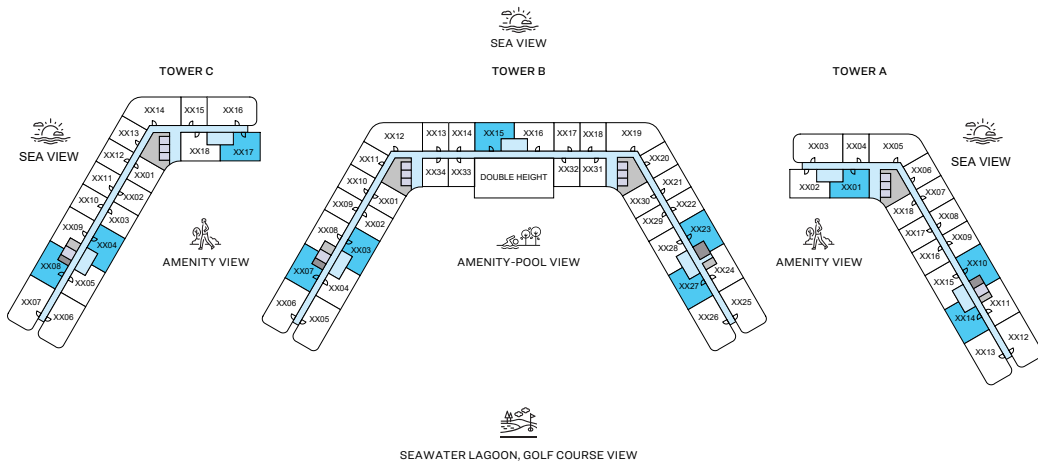 SEA VIEW
TOWER C
TOWER B
TOWER A
XX14
XX15
XX16
XX13
XX12
XX11
XX10
XX09
XX08
XX07
XX06
XX05
XX04
XX03
XX02
XX01
XX18
XX17
SEA VIEW
AMENITY VIEW
XX12
XX13
XX14
XX15
XX16
XX17
XX18
XX19
XX11
XX10
XX09
XX08
XX07
XX06
XX05
XX04
XX03
XX02
XX01
XX34
XX33
DOUBLE HEIGHT
XX32
XX31
XX30
XX29
XX28
XX27
XX26
XX20
XX21
XX22
XX23
XX24
XX25
AMENITY-POOL VIEW
XX03
XX04
XX05
XX02
XX01
XX06
XX07
XX08
XX09
XX10
XX11
XX12
XX18
XX17
XX16
XX15
XX14
XX13
SEA VIEW
AMENITY VIEW
SEAWATER LAGOON, GOLF COURSE VIEW